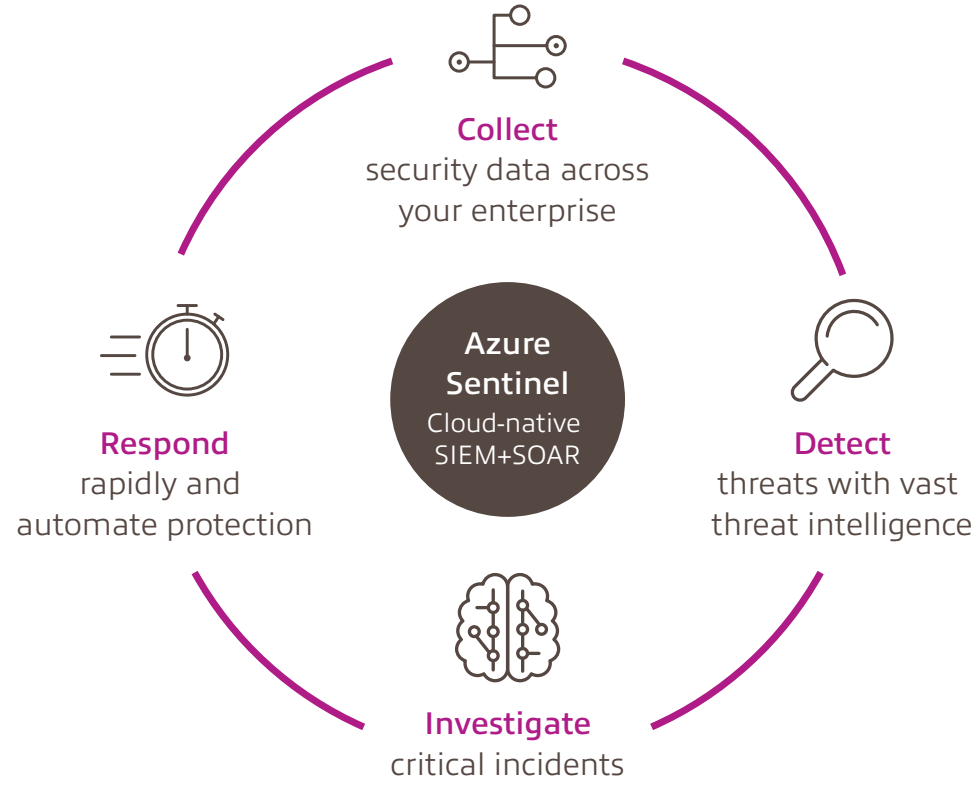 Collect
security data across
your enterprise
Azure
Sentinel
Cloud-native
SIEM+SOAR
Respond
rapidly and
automate protection
Detect
threats with vast
threat intelligence
Investigate
critical incidents